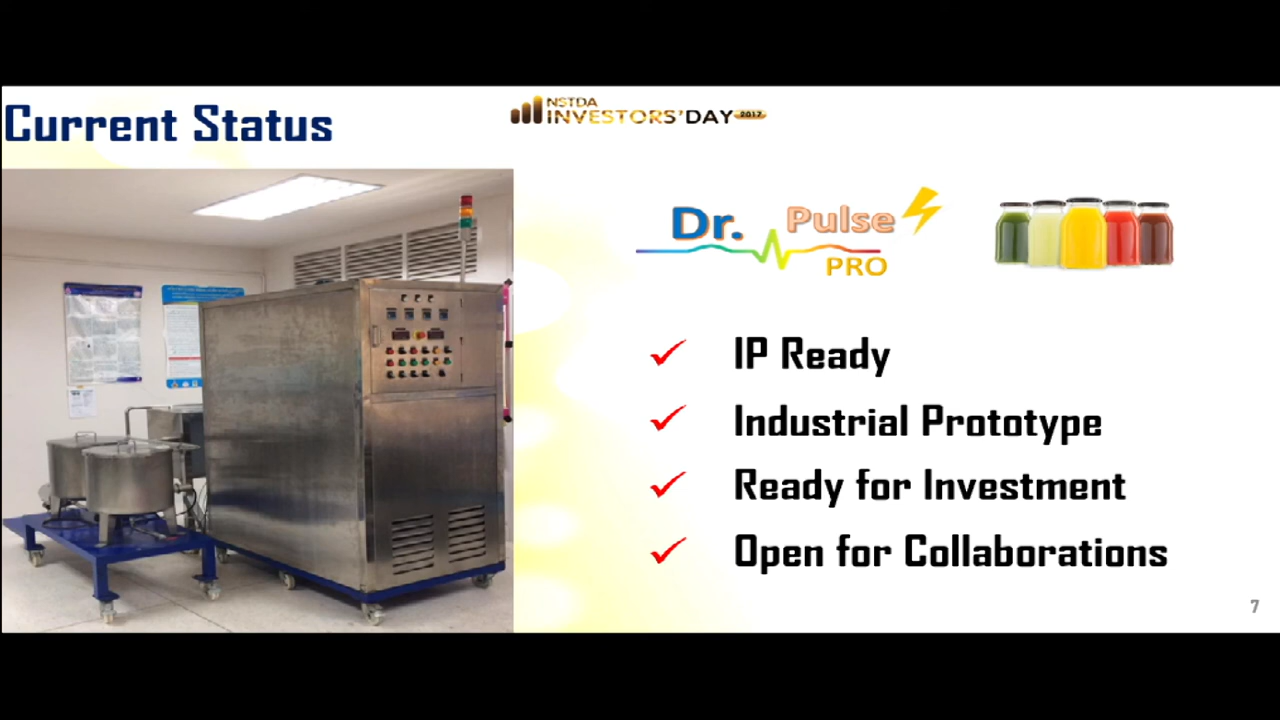 Current Status
NSTDA
INVESTORS'DAY 2017
Dr. Pulse
PRO
IP Ready
Industrial Prototype
Ready for Investment
Open for Collaborations
7